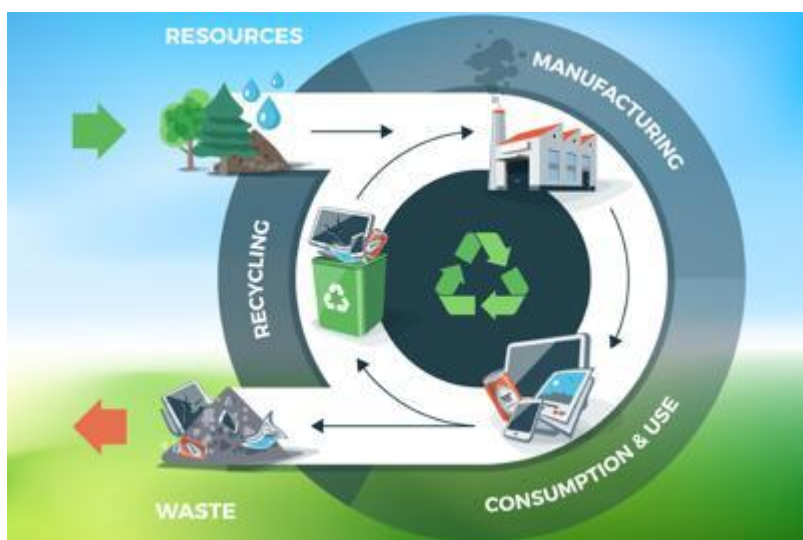 RESOURCES
MANUFACTURING
RECYCLING
CONSUMPTION & USE
WASTE